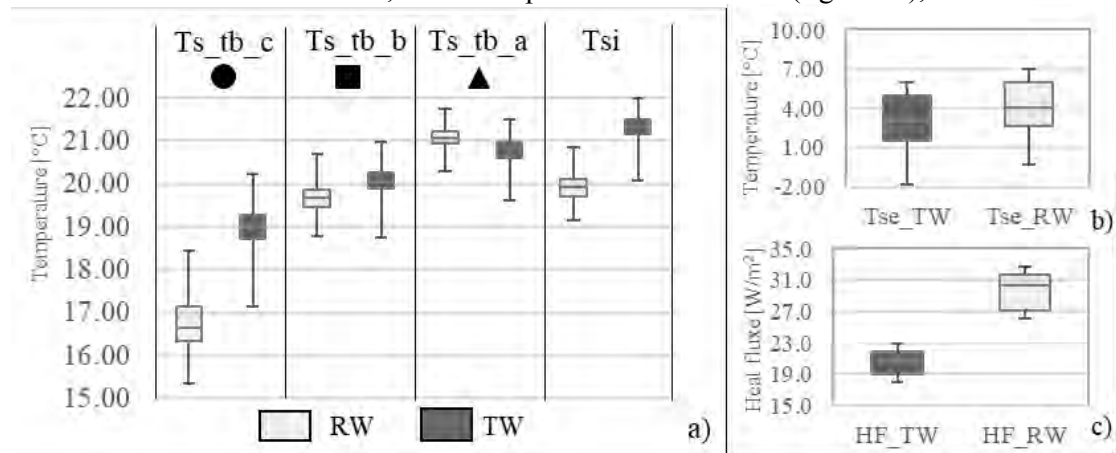 Ts_tb_c Ts_tb_b Ts_tb_a Tsi
Temperature [°C]
22.00
21.00
20.00
19.00
18.00
17.00
16.00
15.00
RW TW a)
Temperature [°C]
10.00
7.00
4.00
1.00
-2.00
Tse_TW Tse_RW b)
Heat fluxe [W/m²]
35.0
31.0
27.0
23.0
19.0
15.0
HF_TW HF_RW c)